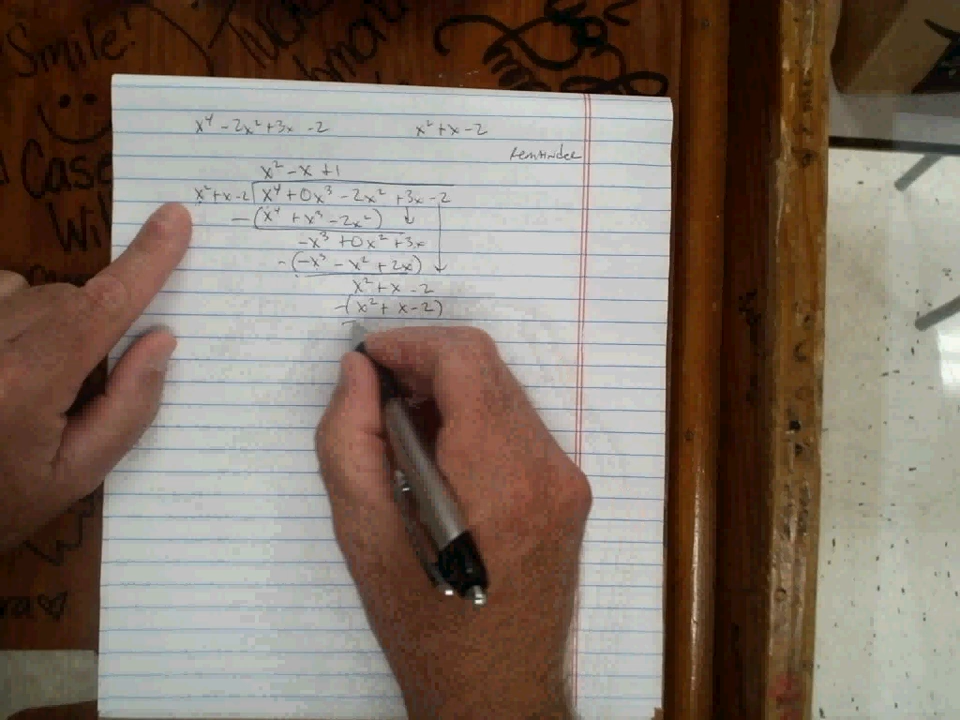 Smile!
Case
x⁴ - 2x² + 3x - 2
x² + x - 2
Remainder
x² - x + 1
x² + x - 2 x⁴ + 0x³ - 2x² + 3x - 2
-(x⁴ + x³ - 2x²)
-x³ + 0x² + 3x
-(-x³ - x² + 2x)
x² + x - 2
-(x² + x - 2)